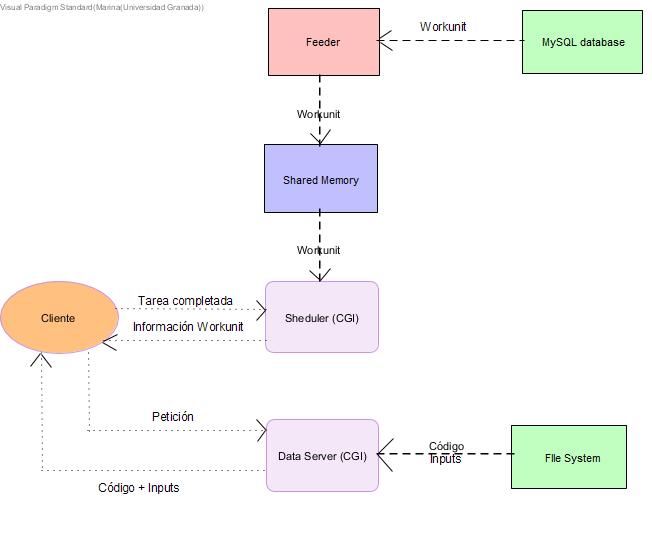 Visual Paradigm Standard(Marina(Universidad Granada))
Feeder
Workunit
MySQL database
Workunit
Shared Memory
Workunit
Cliente
Tarea completada
Información Workunit
Sheduler (CGI)
Petición
Data Server (CGI)
Código
Inputs
FIle System
Código + Inputs